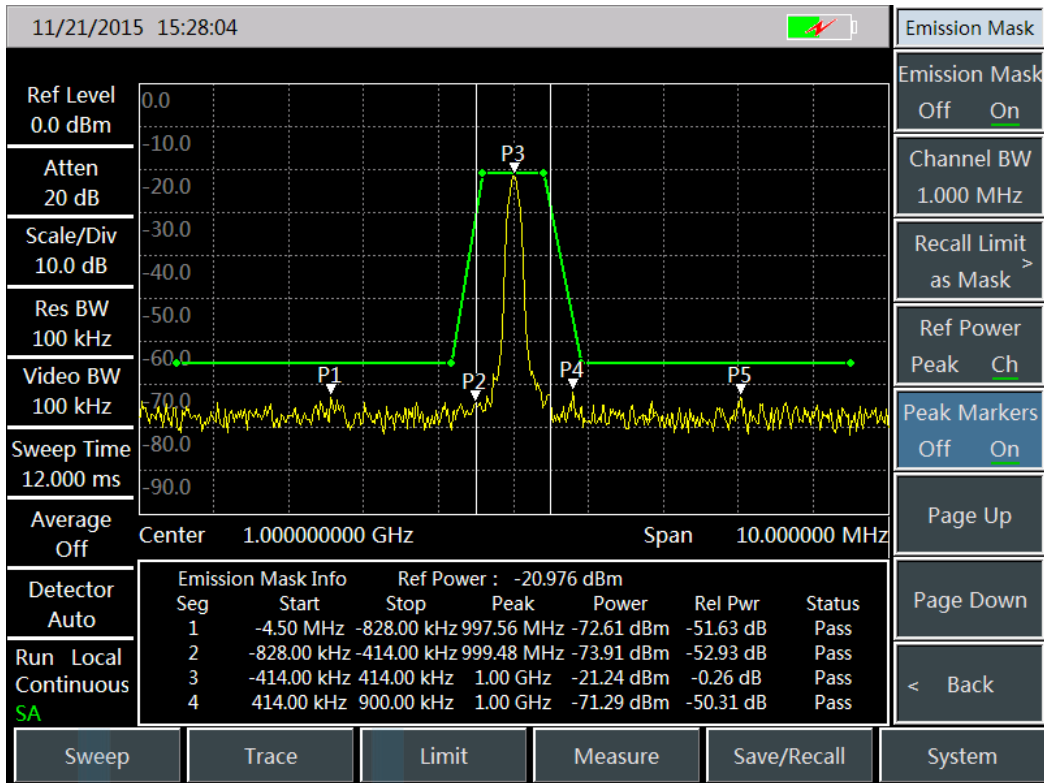 11/21/2015 15:28:04
Emission Mask
Ref Level
0.0 dBm
Atten
20 dB
Scale/Div
10.0 dB
Res BW
100 kHz
Video BW
100 kHz
Sweep Time
12.000 ms
Average
Off
Detector
Auto
Run Local
Continuous
SA
0.0
-10.0
-20.0
-30.0
-40.0
-50.0
-60.0
-70.0
-80.0
-90.0
P1
P2
P3
P4
P5
Center 1.0000000000 GHz Span 10.000000 MHz
Emission Mask Info Ref Power : -20.976 dBm
Seg Start Stop Peak Power Rel Pwr Status
1 -4.50 MHz -828.00 kHz 997.56 MHz -72.61 dBm -51.63 dB Pass
2 -828.00 kHz -414.00 kHz 999.48 MHz -73.91 dBm -52.93 dB Pass
3 -414.00 kHz 414.00 kHz 1.00 GHz -21.24 dBm -0.26 dB Pass
4 414.00 kHz 900.00 kHz 1.00 GHz -71.29 dBm -50.31 dB Pass
Emission Mask
Off On
Channel BW
1.000 MHz
Recall Limit
as Mask >
Ref Power
Peak Ch
Peak Markers
Off On
Page Up
Page Down
< Back
Sweep Trace Limit Measure Save/Recall System